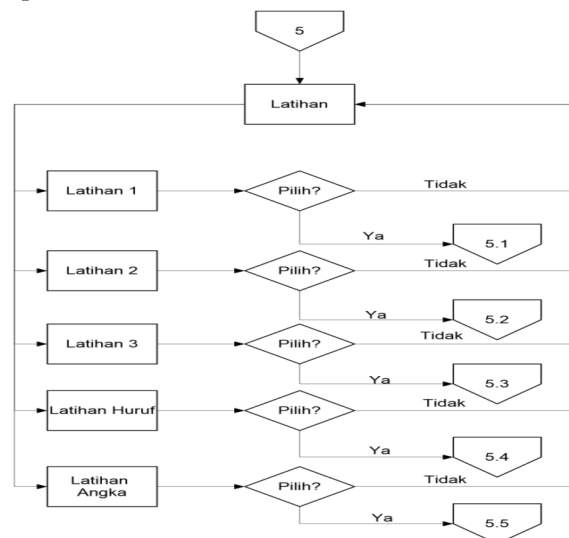 5
Latihan
Latihan 1
Pilih?
Tidak
Ya
5.1
Latihan 2
Pilih?
Tidak
Ya
5.2
Latihan 3
Pilih?
Tidak
Ya
5.3
Latihan Huruf
Pilih?
Tidak
Ya
5.4
Latihan
Angka
Pilih?
Tidak
Ya
5.5